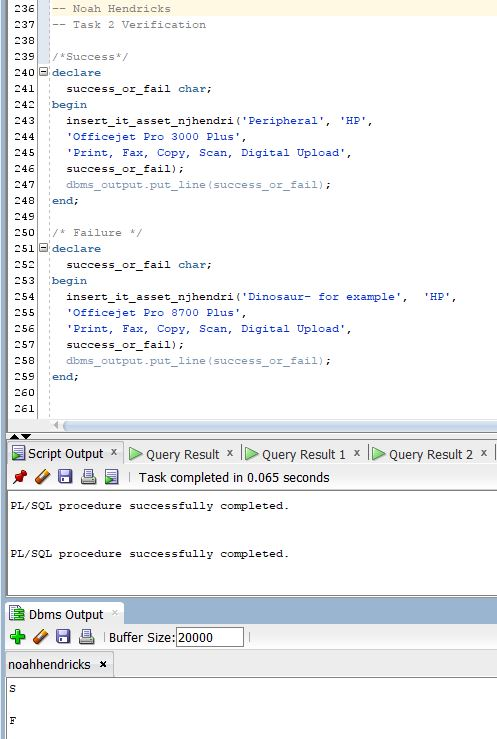 236 -- Noah Hendricks
237 -- Task 2 Verification
238
239 /*Success*/
240 declare
241 success_or_fail char;
242 begin
243 insert_it_asset_njhendri('Peripheral', 'HP',
244 'Officejet Pro 3000 Plus',
245 'Print, Fax, Copy, Scan, Digital Upload',
246 success_or_fail);
247 dbms_output.put_line(success_or_fail);
248 end;
249
250 /* Failure */
251 declare
252 success_or_fail char;
253 begin
254 insert_it_asset_njhendri('Dinosaur- for example', 'HP',
255 'Officejet Pro 8700 Plus',
256 'Print, Fax, Copy, Scan, Digital Upload',
257 success_or_fail);
258 dbms_output.put_line(success_or_fail);
259 end;
260
261
Script Output x Query Result x Query Result 1 x Query Result 2 x
Task completed in 0.065 seconds
PL/SQL procedure successfully completed.
PL/SQL procedure successfully completed.
Dbms Output x
Buffer Size: 20000
noahhendricks x
S
F